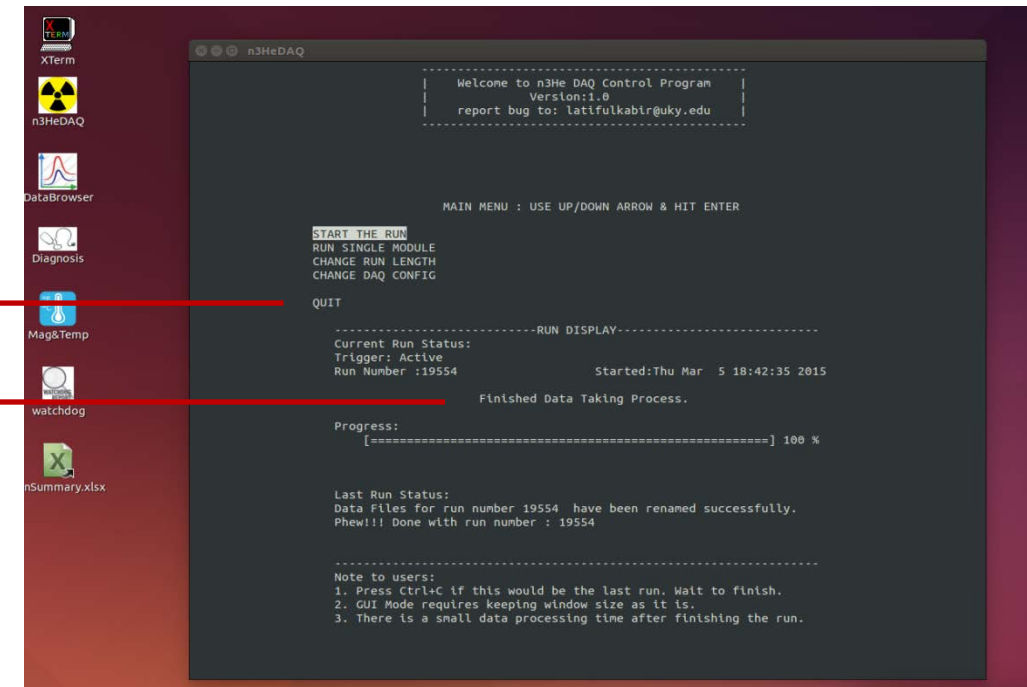 XTERM
XTerm
n3HeDAQ
DataBrowser
Diagnosis
Mag&Temp
watchdog
nSummary.xlsx
n3HeDAQ
Welcome to n3He DAQ Control Program
Version:1.0
report bug to: latifulkabir@uky.edu
MAIN MENU : USE UP/DOWN ARROW & HIT ENTER
START THE RUN
RUN SINGLE MODULE
CHANGE RUN LENGTH
CHANGE DAQ CONFIG
QUIT
---------------------------RUN DISPLAY----------------------------
Current Run Status:
Trigger: Active
Run Number :19554 Started:Thu Mar 5 18:42:35 2015
Finished Data Taking Process.
Progress:
[=======================================================] 100 %
Last Run Status:
Data Files for run number 19554 have been renamed successfully.
Phew!!! Done with run number : 19554
Note to users:
1. Press Ctrl+C if this would be the last run. Wait to finish.
2. GUI Mode requires keeping window size as it is.
3. There is a small data processing time after finishing the run.